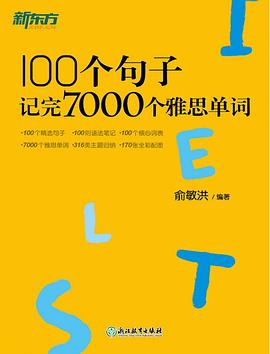 新东方
100个句子
记完7000个雅思单词
·100个精选句子 ·100则语法笔记 ·100个核心词表
·7000个雅思单词 ·316类主题归纳 ·170张全彩配图
俞敏洪 / 编著
I
E
L
T
S
浙江教育出版社